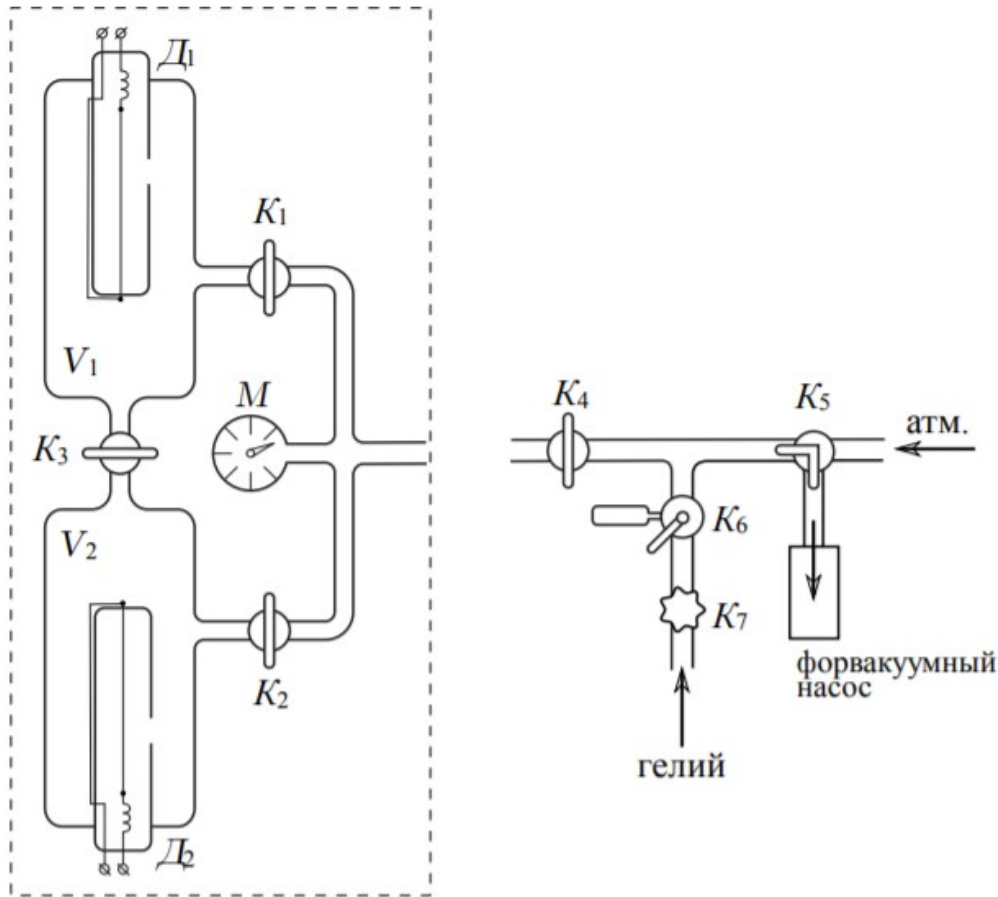 Д1
K1
V1
M
K3
V2
K2
Д2
K4
K5
атм.
K6
K7
форвакуумный
насос
гелий